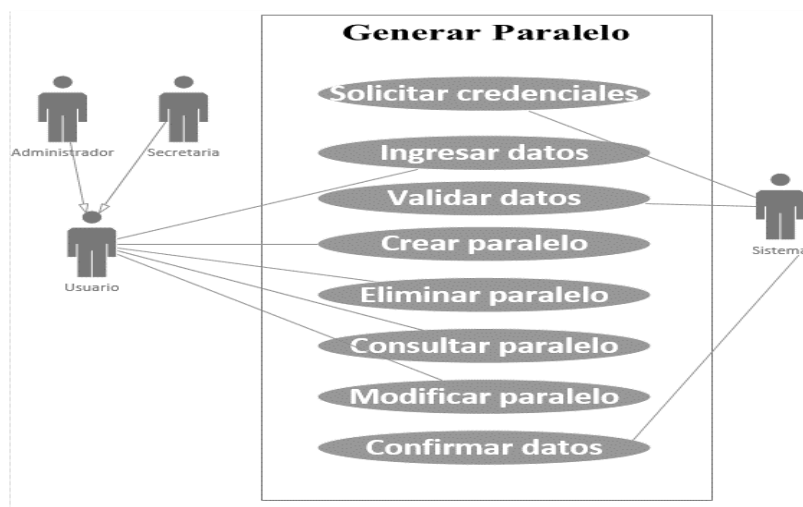 Generar Paralelo
Solicitar credenciales
Administrador
Secretaria
Ingresar datos
Validar datos
Crear paralelo
Sistema
Usuario
Eliminar paralelo
Consultar paralelo
Modificar paralelo
Confirmar datos